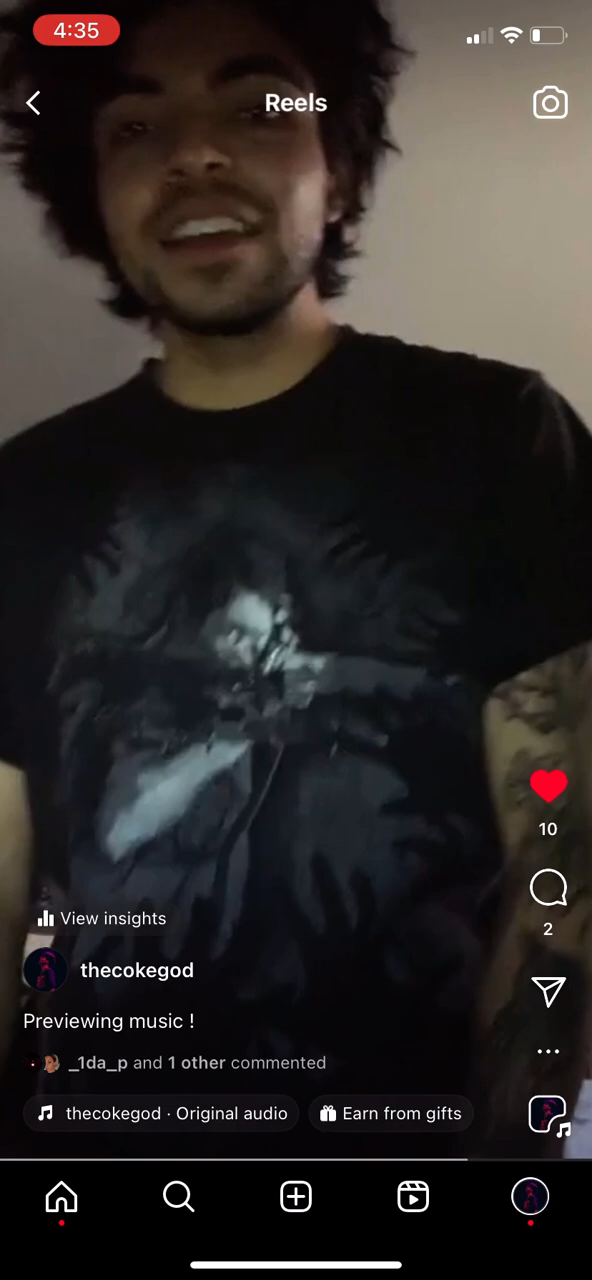 4:35
Reels
10
2
View insights
thecokegod
Previewing music !
_1da_p and 1 other commented
thecokegod · Original audio
Earn from gifts